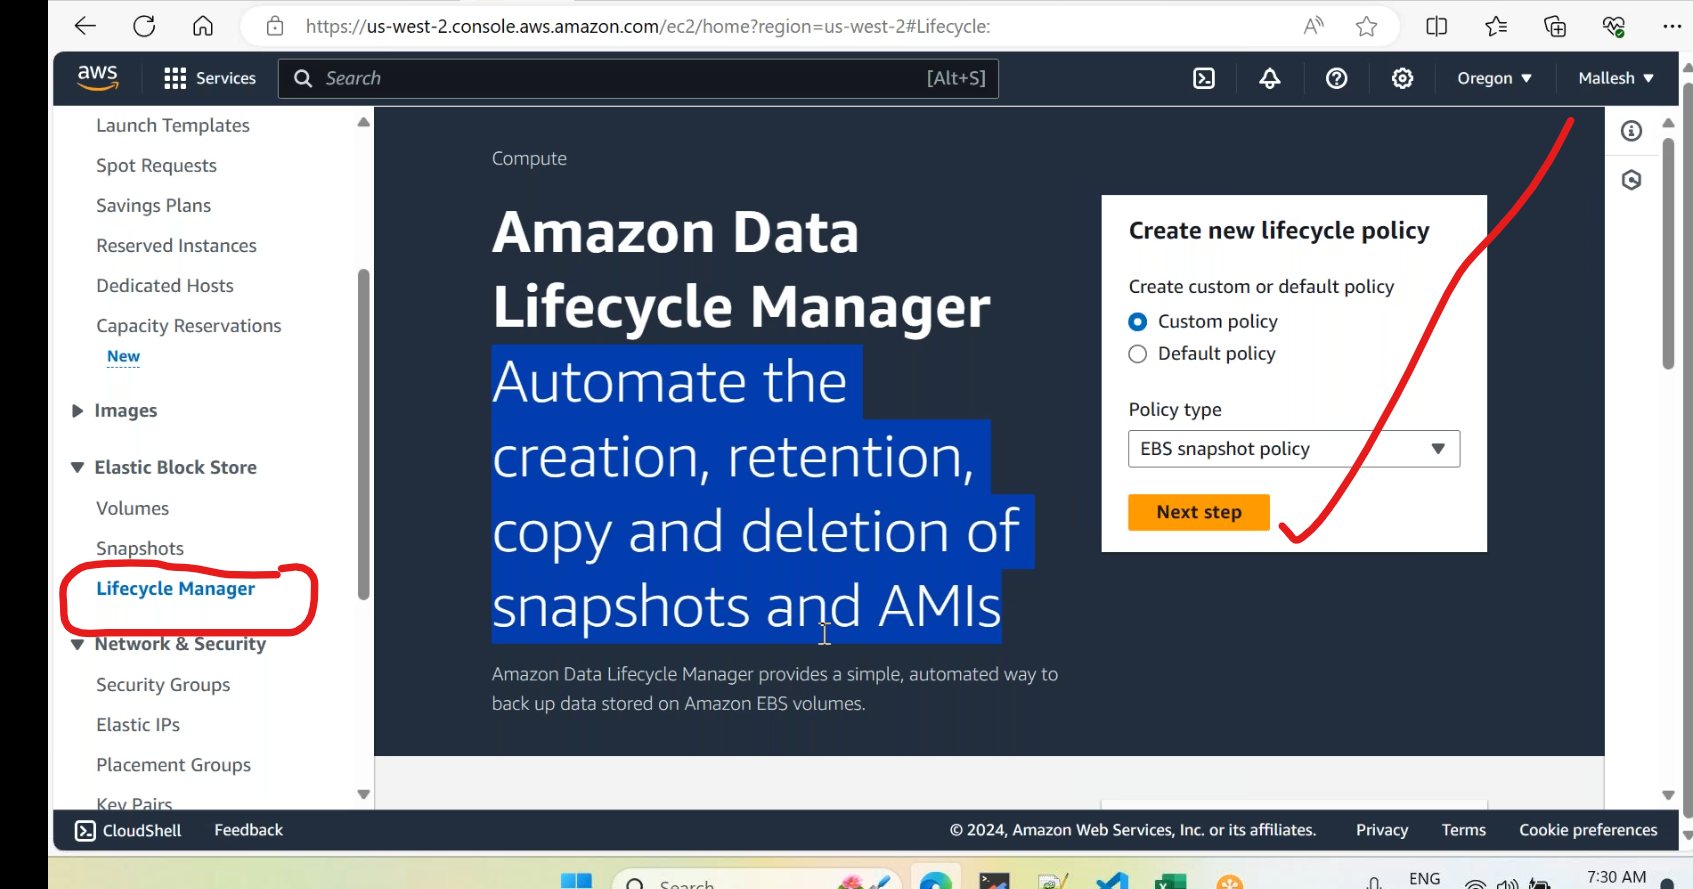 https://us-west-2.console.aws.amazon.com/ec2/home?region=us-west-2#Lifecycle:
aws
Services
Search
[Alt+S]
Oregon
Mallesh
Launch Templates
Spot Requests
Savings Plans
Reserved Instances
Dedicated Hosts
Capacity Reservations
New
Images
Elastic Block Store
Volumes
Snapshots
Lifecycle Manager
Network & Security
Security Groups
Elastic IPs
Placement Groups
Key Pairs
Compute
Amazon Data
Lifecycle Manager
Automate the
creation, retention,
copy and deletion of
snapshots and AMIs
Amazon Data Lifecycle Manager provides a simple, automated way to
back up data stored on Amazon EBS volumes.
Create new lifecycle policy
Create custom or default policy
Custom policy
Default policy
Policy type
EBS snapshot policy
Next step
CloudShell
Feedback
© 2024, Amazon Web Services, Inc. or its affiliates.
Privacy
Terms
Cookie preferences
Search
ENG
7:30 AM